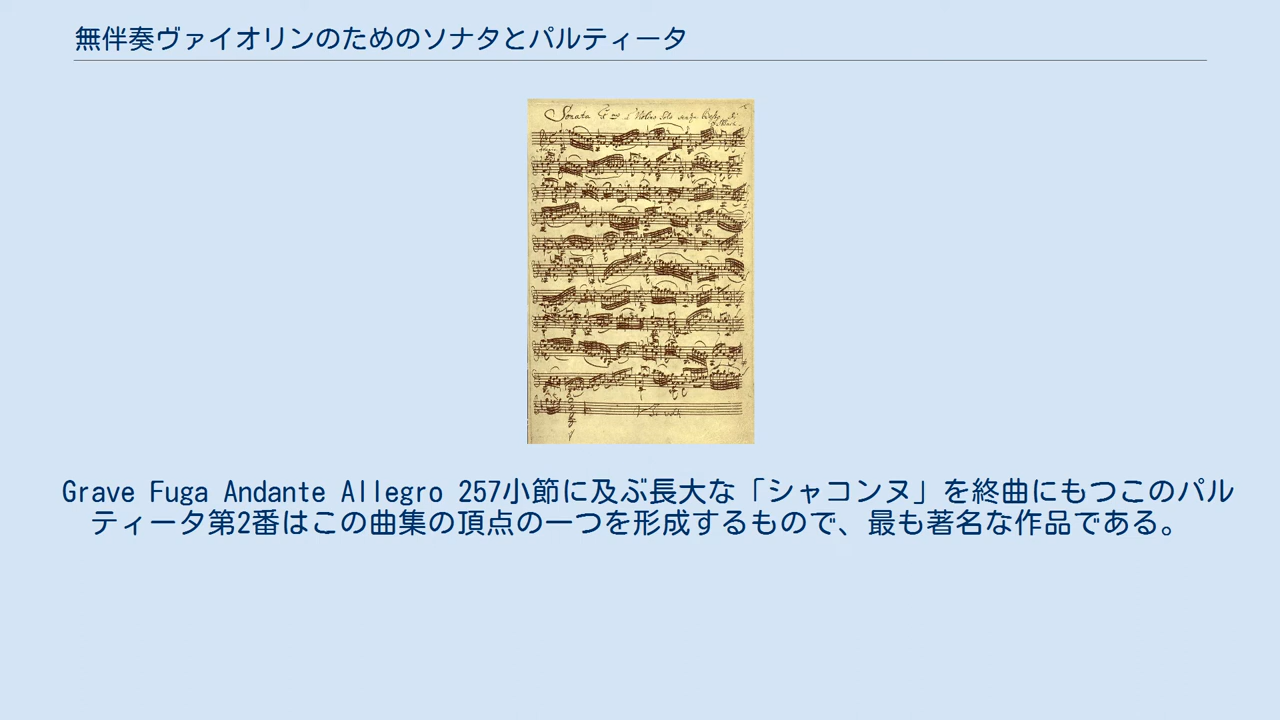 無伴奏ヴァイオリンのためのソナタとパルティータ
Sonata
Grave Fuga Andante Allegro 257小節に及ぶ長大な「シャコンヌ」を終曲にもつこのパル
ティータ第2番はこの曲集の頂点の一つを形成するもので、最も著名な作品である。